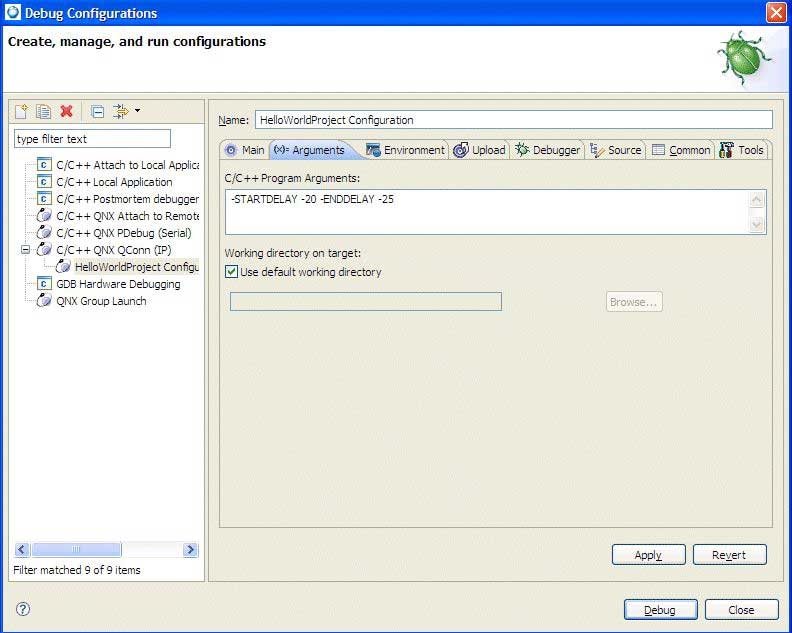 Debug Configurations
Create, manage, and run configurations
type filter text
C/C++ Attach to Local Applica
C/C++ Local Application
C/C++ Postmortem debugger
C/C++ QNX Attach to Remote
C/C++ QNX PDebug (Serial)
C/C++ QNX QConn (IP)
HelloWorldProject Configu
GDB Hardware Debugging
QNX Group Launch
Filter matched 9 of 9 items
Name: HelloWorldProject Configuration
Main (x)= Arguments Environment Upload Debugger Source Common Tools
C/C++ Program Arguments:
-STARTDELAY -20 -ENDDELAY -25
Working directory on target:
Use default working directory
Browse...
Apply Revert
Debug Close